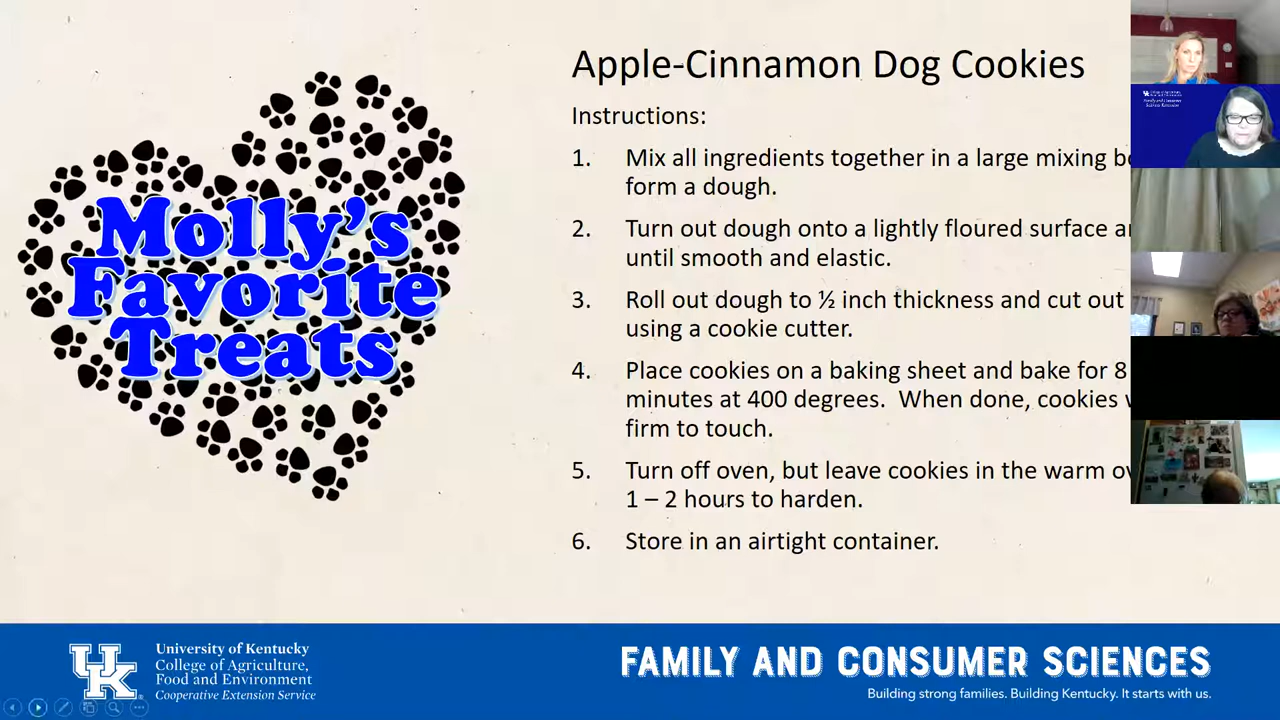 Apple-Cinnamon Dog Cookies
Instructions:
1. Mix all ingredients together in a large mixing
form a dough.
2. Turn out dough onto a lightly floured surface
until smooth and elastic.
3. Roll out dough to ½ inch thickness and cut out
using a cookie cutter.
4. Place cookies on a baking sheet and bake for 8
minutes at 400 degrees. When done, cookies
firm to touch.
5. Turn off oven, but leave cookies in the warm
1 – 2 hours to harden.
6. Store in an airtight container.
Molly's
Favorite
Treats
UK
University of Kentucky
College of Agriculture,
Food and Environment
Cooperative Extension Service
FAMILY AND CONSUMER SCIENCES
Building strong families. Building Kentucky. It starts with us.